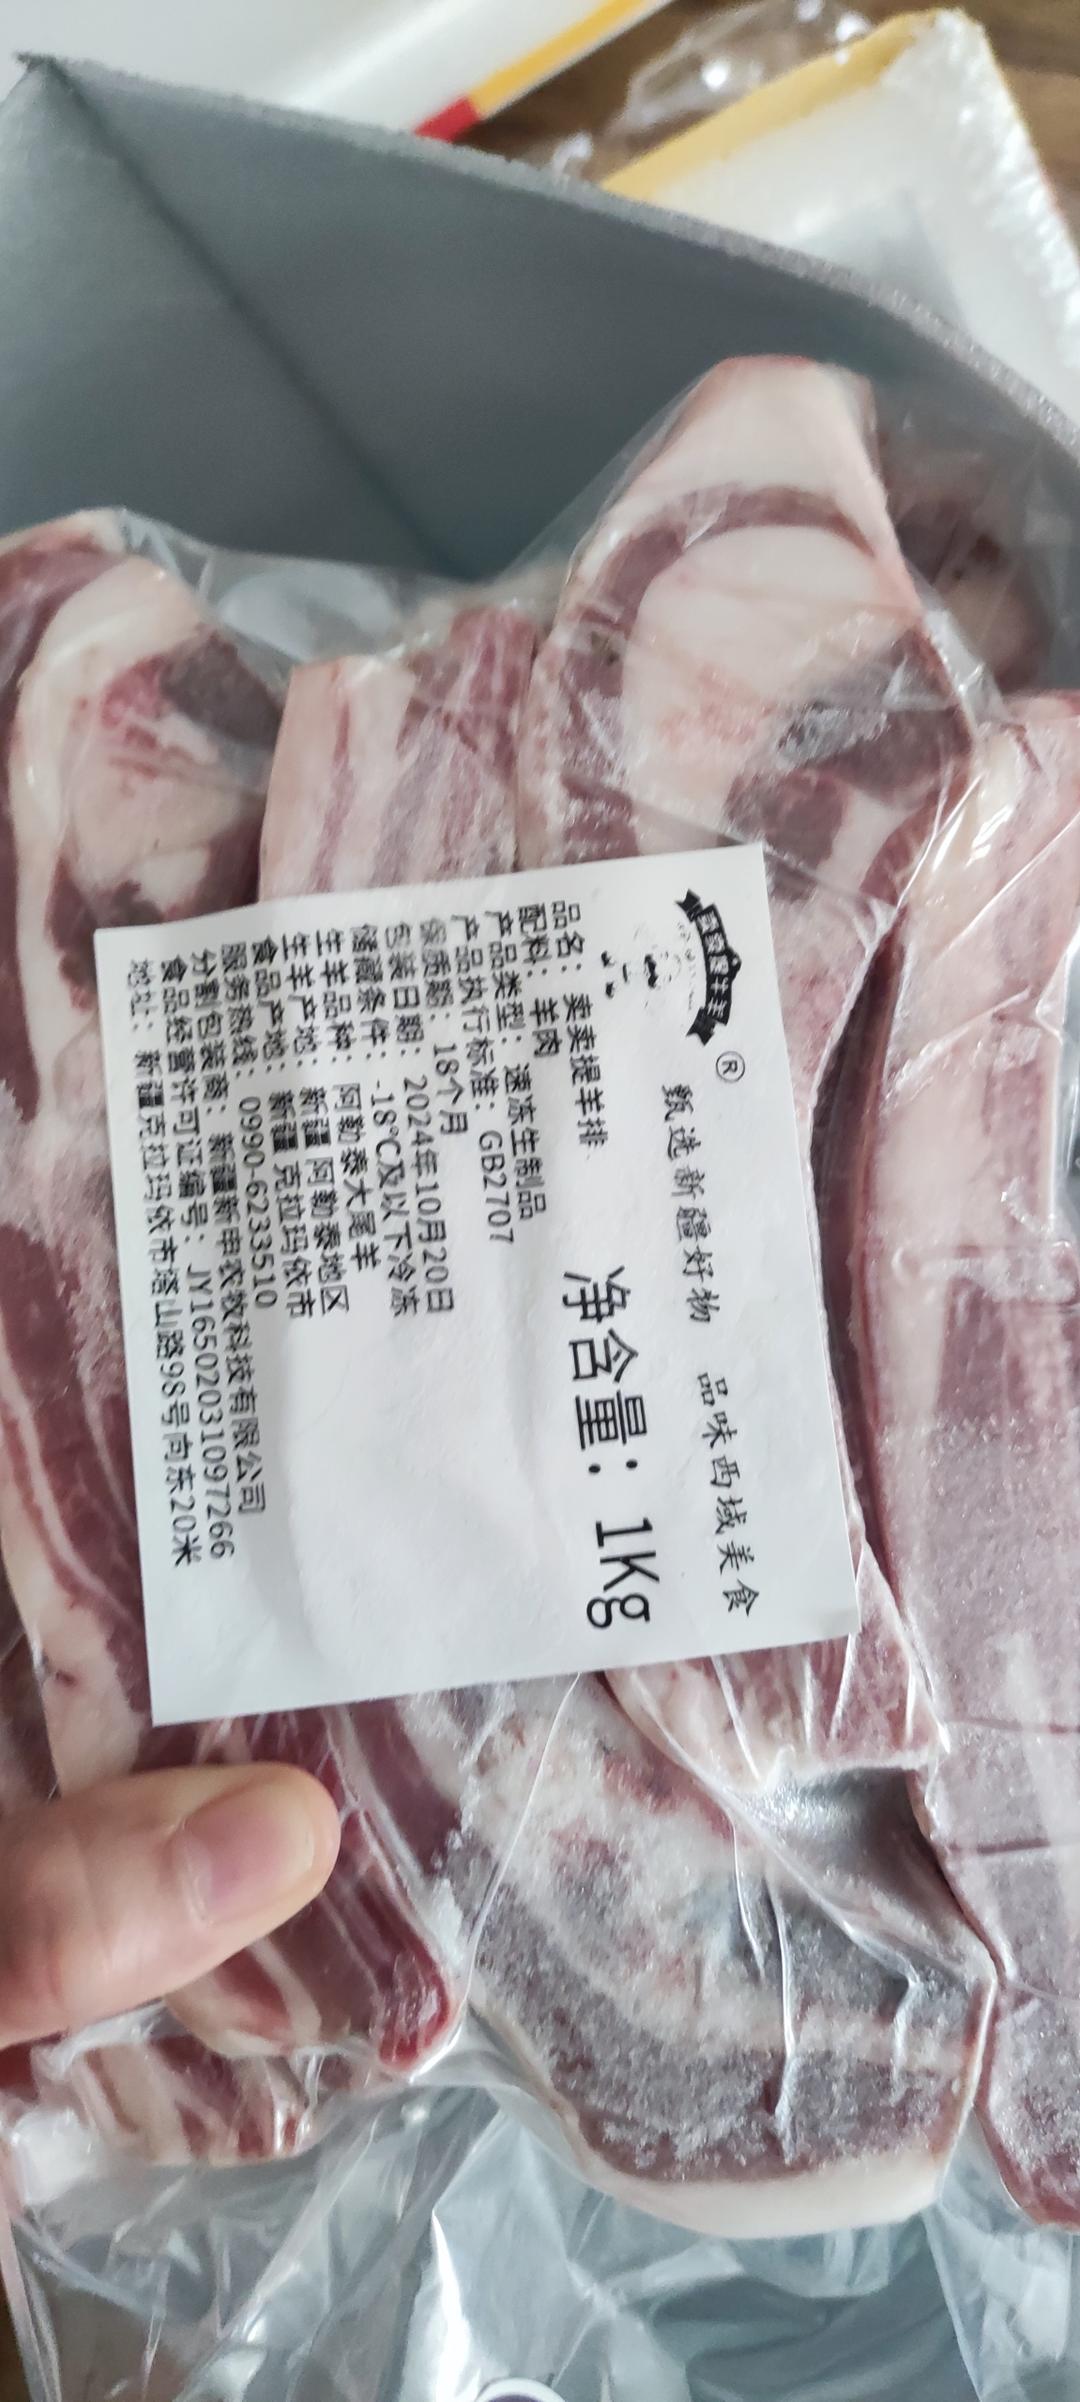 ®
甄选新疆好物 品味西域美食
净含量: 1Kg
品名: 卖卖提羊排
配料: 羊肉
产品类型: 速冻生制品
产品执行标准: GB2707
保质期: 18个月
包装日期: 2024年10月20日
储藏条件: -18℃及以下冷冻
生羊品种: 阿勒泰大尾羊
生羊产地: 新疆 阿勒泰地区
食品产地: 新疆 克拉玛依市
服务热线: 0990-6233510
分割包装商: 新疆新申农牧科技有限公司
食品经营许可证编号: JY16502031097266
地址: 新疆克拉玛依市塔山路98号向东20米